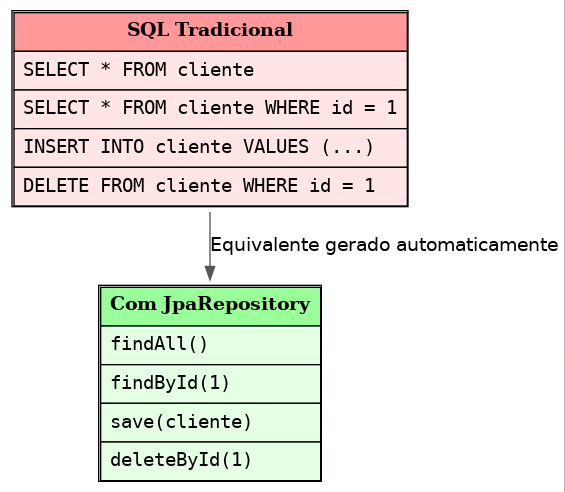 SQL Tradicional
SELECT * FROM cliente
SELECT * FROM cliente WHERE id = 1
INSERT INTO cliente VALUES (...)
DELETE FROM cliente WHERE id = 1
Equivalente gerado automaticamente
Com JpaRepository
findAll()
findById(1)
save(cliente)
deleteById(1)